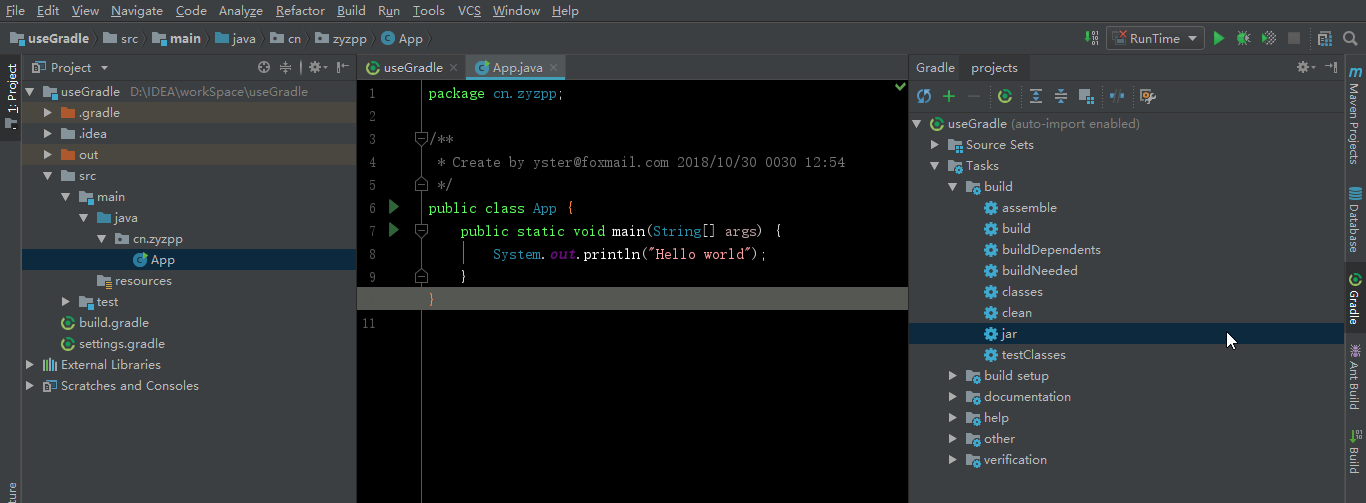 File Edit View Navigate Code Analyze Refactor Build Run Tools VCS Window Help
useGradle src main java cn zyzpp App RunTime
1: Project
Project
useGradle D:\IDEA\workSpace\useGradle
.gradle
.idea
out
src
main
java
cn.zyzpp
App
resources
test
build.gradle
settings.gradle
External Libraries
Scratches and Consoles
useGradle App.java
1 package cn.zyzpp;
2
3 /**
4 * Create by yster@foxmail.com 2018/10/30 0030 12:54
5 */
6 public class App {
7 public static void main(String[] args) {
8 System.out.println("Hello world");
9 }
}
11
Gradle projects
useGradle (auto-import enabled)
Source Sets
Tasks
build
assemble
build
buildDependents
buildNeeded
classes
clean
jar
testClasses
build setup
documentation
help
other
verification
Maven Projects
Database
Gradle
Ant Build
Build